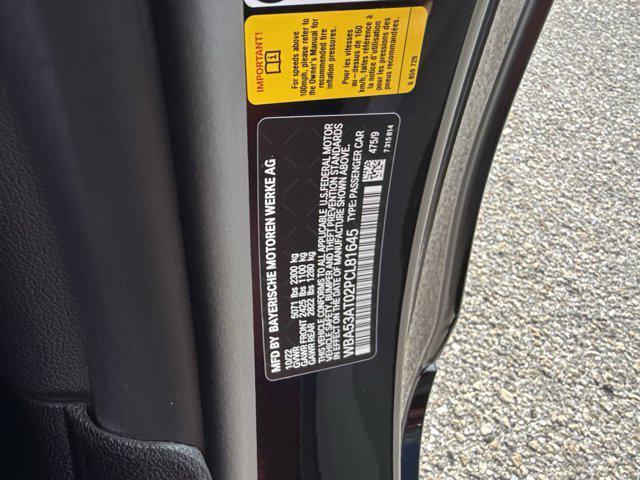 IMPORTANT!
For speeds above
100mph, please refer to
the Owner's Manual for
recommended tire
inflation pressures.
Pour les vitesses
au-dessus de 160
km/h, faites référence à
la notice d'utilisation
pour les pressions des
pneus recommandées.
6 859 729
MFD BY BAYERISCHE MOTOREN WERKE AG
10/22
GVWR 5071 lbs 2300 kg
GAWR FRONT 2425 lbs 1100 kg
GAWR REAR 2822 lbs 1280 kg
THIS VEHICLE CONFORMS TO ALL APPLICABLE U.S. FEDERAL MOTOR
VEHICLE SAFETY, BUMPER AND THEFT PREVENTION STANDARDS
IN EFFECT ON THE DATE OF MANUFACTURE SHOWN ABOVE.
WBA53AT02PCL81645 TYPE: PASSENGER CAR
475/9
7 315 814